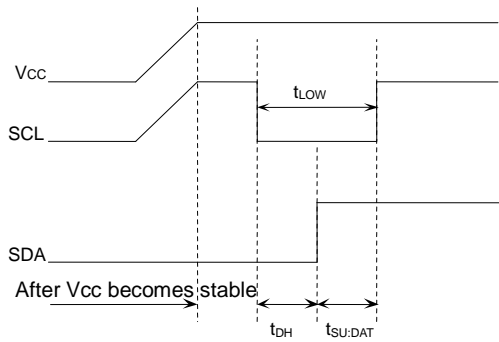 Vcc
tLOW
SCL
SDA
After Vcc becomes stable
tDH
tSU:DAT